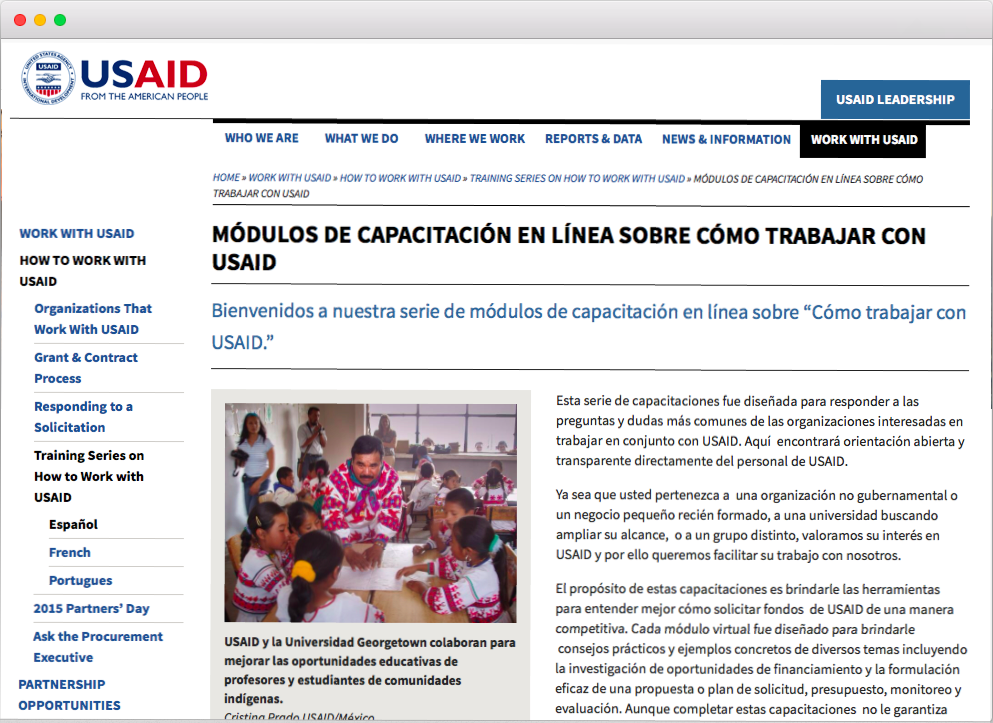 USAID
FROM THE AMERICAN PEOPLE
USAID LEADERSHIP
WHO WE ARE
WHAT WE DO
WHERE WE WORK
REPORTS & DATA
NEWS & INFORMATION
WORK WITH USAID
HOME » WORK WITH USAID » HOW TO WORK WITH USAID » TRAINING SERIES ON HOW TO WORK WITH USAID » MÓDULOS DE CAPACITACIÓN EN LÍNEA SOBRE CÓMO
TRABAJAR CON USAID
WORK WITH USAID
HOW TO WORK WITH
USAID
Organizations That
Work With USAID
Grant & Contract
Process
Responding to a
Solicitation
Training Series on
How to Work with
USAID
Español
French
Portugues
2015 Partners’ Day
Ask the Procurement
Executive
PARTNERSHIP
OPPORTUNITIES
MÓDULOS DE CAPACITACIÓN EN LÍNEA SOBRE CÓMO TRABAJAR CON
USAID
Bienvenidos a nuestra serie de módulos de capacitación en línea sobre “Cómo trabajar con
USAID.”
USAID y la Universidad Georgetown colaboran para
mejorar las oportunidades educativas de
profesores y estudiantes de comunidades
indígenas.
Cristina Prado USAID/México
Esta serie de capacitaciones fue diseñada para responder a las
preguntas y dudas más comunes de las organizaciones interesadas en
trabajar en conjunto con USAID. Aquí encontrará orientación abierta y
transparente directamente del personal de USAID.
Ya sea que usted pertenezca a una organización no gubernamental o
un negocio pequeño recién formado, a una universidad buscando
ampliar su alcance, o a un grupo distinto, valoramos su interés en
USAID y por ello queremos facilitar su trabajo con nosotros.
El propósito de estas capacitaciones es brindarle las herramientas
para entender mejor cómo solicitar fondos de USAID de una manera
competitiva. Cada módulo virtual fue diseñado para brindarle
consejos prácticos y ejemplos concretos de diversos temas incluyendo
la investigación de oportunidades de financiamiento y la formulación
eficaz de una propuesta o plan de solicitud, presupuesto, monitoreo y
evaluación. Aunque completar estas capacitaciones no le garantiza